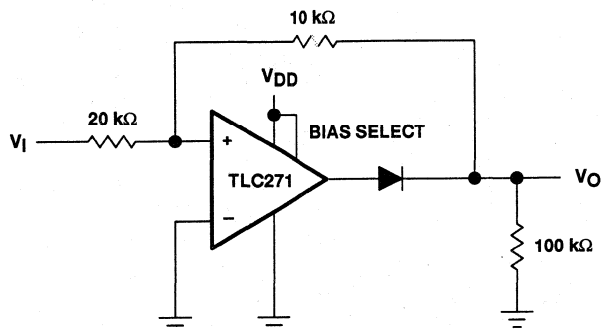 10 kΩ
VDD
20 kΩ
BIAS SELECT
VI
+
TLC271
VO
−
100 kΩ